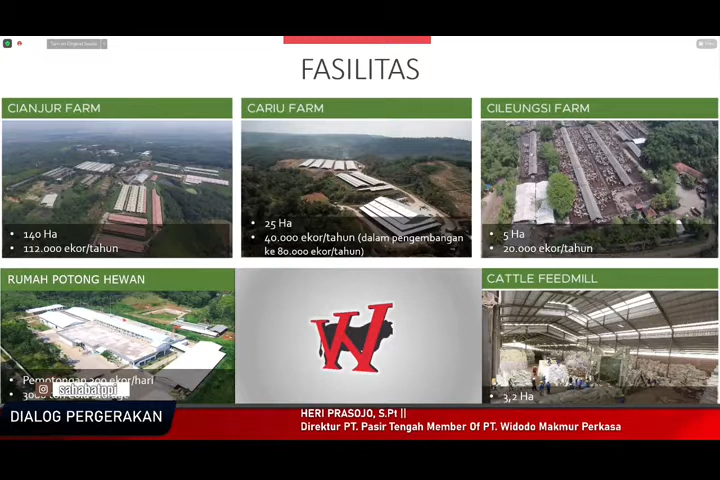 FASILITAS
CIANJUR FARM
• 140 Ha
• 112.000 ekor/tahun
CARIU FARM
• 25 Ha
• 40.000 ekor/tahun (dalam pengembangan
ke 80.000 ekor/tahun)
CILEUNGSI FARM
• 5 Ha
• 20.000 ekor/tahun
RUMAH POTONG HEWAN
• Pemotongan 300 ekor/hari
W
CATTLE FEEDMILL
• 3,2 Ha
sahabatppi
DIALOG PERGERAKAN
HERI PRASOJO, S.Pt ||
Direktur PT. Pasir Tengah Member Of PT. Widodo Makmur Perkasa